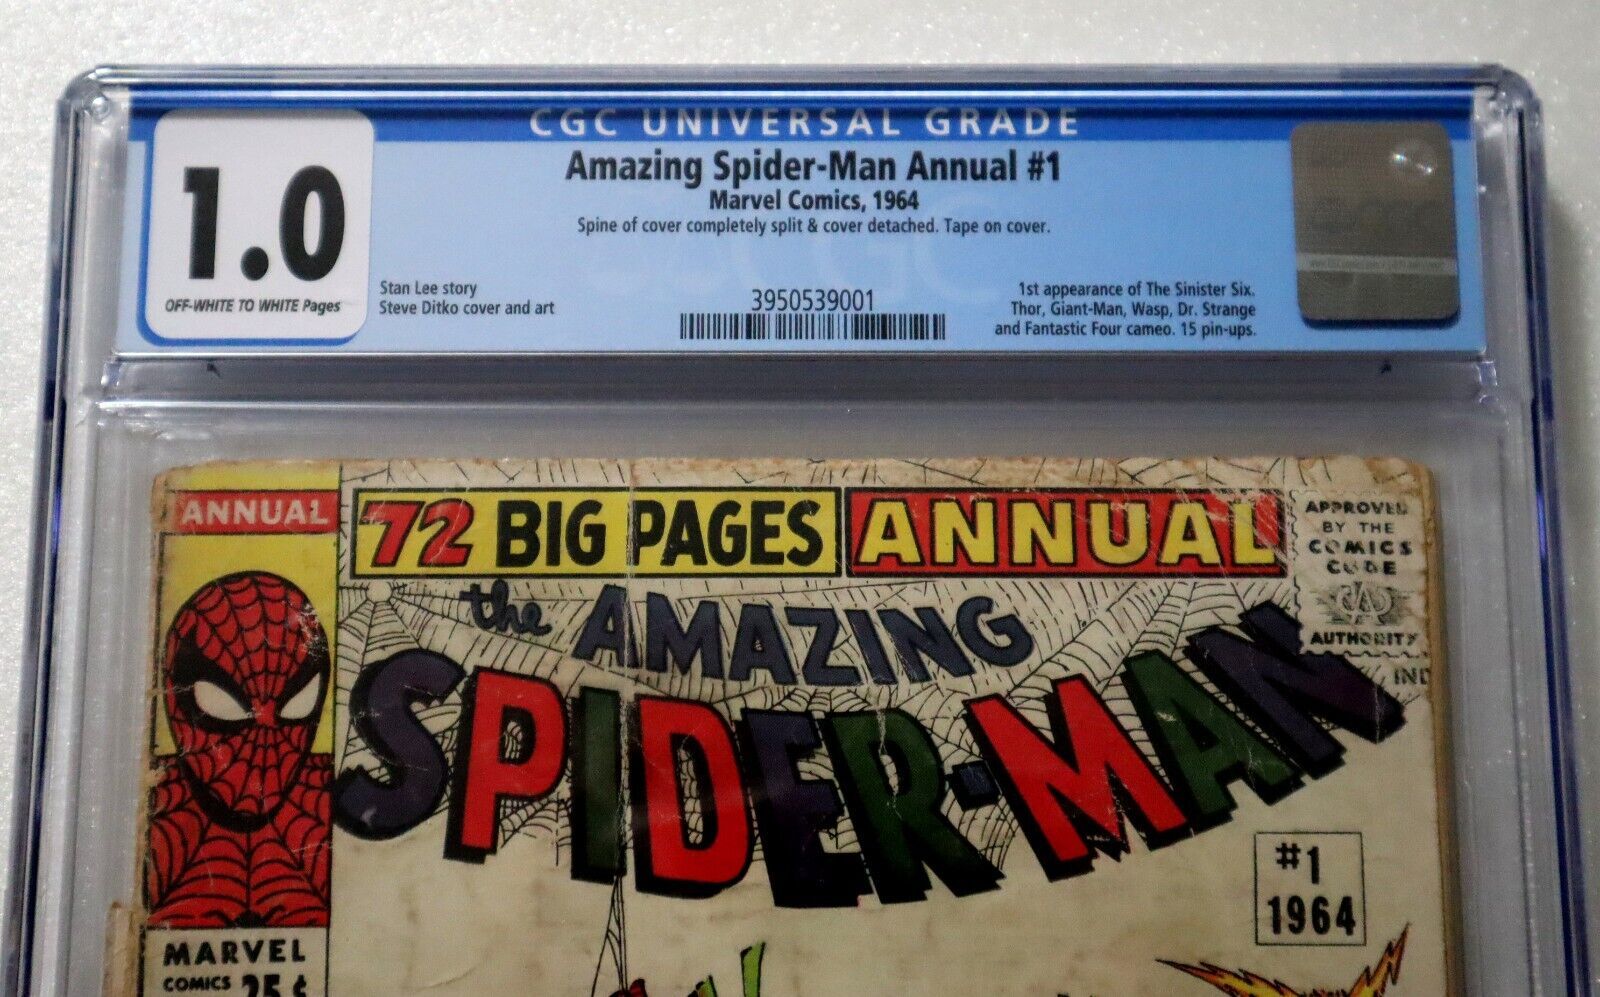 CGC UNIVERSAL GRADE
1.0
OFF-WHITE TO WHITE Pages
Amazing Spider-Man Annual #1
Marvel Comics, 1964
Spine of cover completely split & cover detached. Tape on cover.
Stan Lee story
Steve Ditko cover and art
3950539001
1st appearance of The Sinister Six.
Thor, Giant-Man, Wasp, Dr. Strange
and Fantastic Four cameo. 15 pin-ups.
ANNUAL
72 BIG PAGES
ANNUAL
APPROVED
BY THE
COMICS
CODE
AUTHORITY
the AMAZING
SPIDER-MAN
IND
#1
1964
MARVEL
COMICS
25¢